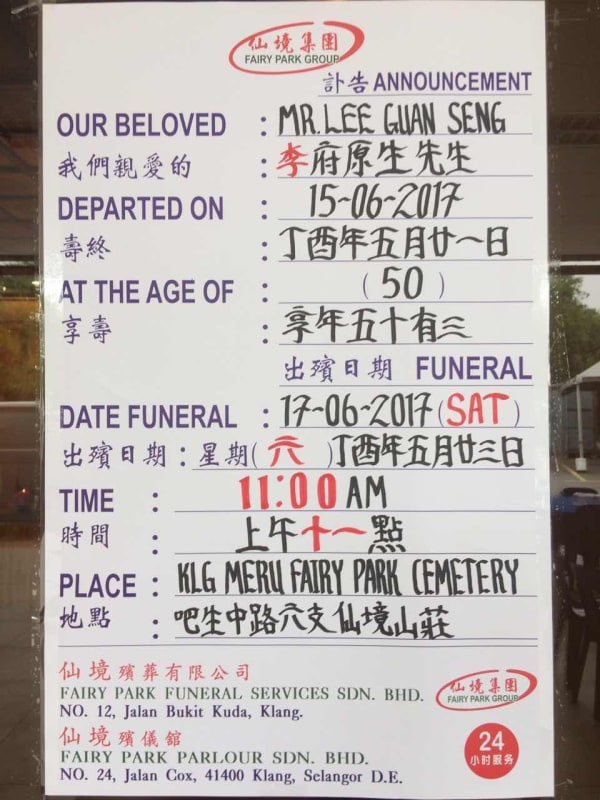 仙境集團
FAIRY PARK GROUP
訃告 ANNOUNCEMENT
OUR BELOVED : MR. LEE GUAN SENG
我們親愛的 : 李府原生先生
DEPARTED ON : 15-06-2017
壽終 : 丁酉年五月廿一日
AT THE AGE OF : (50)
享壽 : 享年五十有三
出殯日期 FUNERAL
DATE FUNERAL : 17-06-2017 (SAT)
出殯日期 : 星期(六) 丁酉年五月廿三日
TIME : 11:00 AM
時間 : 上午十一點
PLACE : KLG MERU FAIRY PARK CEMETERY
地點 : 吧生中路六支仙境山莊
仙境殯葬有限公司
FAIRY PARK FUNERAL SERVICES SDN. BHD.
NO. 12, Jalan Bukit Kuda, Klang.
仙境集團
FAIRY PARK GROUP
仙境殯儀舘
FAIRY PARK PARLOUR SDN. BHD.
NO. 24, Jalan Cox, 41400 Klang, Selangor D.E.
24
小时服务